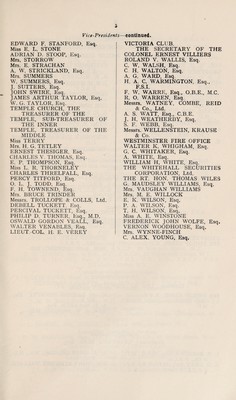 5
Vice-Presidents—continued.
EDWARD F. STANFORD, Esq.
Miss E. L. STONE
ADRIAN D. STOOP, Esq.
Mrs. STORROW
Mrs. E. STRACHAN
W. F. STRICKLAND, Esq.
Mrs. SUMMERS
W. SUMMERS, Esq.
J. SUTTERS, Esq.
JOHN SWIRE, Esq.
JAMES ARTHUR TAYLOR, Esq.
W. G. TAYLOR, Esq.
TEMPLE CHURCH, THE
TREASURER OF THE
TEMPLE, SUB-TREASURER OF
THE INNER
TEMPLE, TREASURER OF THE
MIDDLE
Mrs. TERRY
Mrs. H. G. TETLEY
ERNEST THESIGER, Esq.
CHARLES V. THOMAS, Esq.
E. P. THOMPSON, Esq.
Mrs. T. B. THORNELY
CHARLES THRELFALL, Esq.
PERCY TITFORD, Esq.
O. L. J. TODD, Esq.
F. H. TOWNEND, Esq.
Mrs. BRUCE TRINDER
Messrs. TROLLOPE & COLLS, Ltd.
DEBELL TUCKETT, Esq.
PERCIVAL TUCKETT, Esq.
PHILIP D. TURNER, Esq., M.D.
OSWALD GORDON VEALL, Esq.
WALTER VENABLES, Esq.
LIEUT.-COL. H. E. VEREY
VICTORIA CLUB,
THE SECRETARY OF THE
COLONEL ERNEST VILLIERS
ROLAND V. WALLIS, Esq.
C. W. WALSH, Esq.
C. H. WALTON, Esq.
A. G. WARD, Esq.
H. A. C. WARMINGTON, Esq.,
F.S.I.
F. W. WARRE, Esq., O.B.E., M.C.
R. O. WARREN, Esq.
Messrs. WATNEY, COMBE, REID
& Co., Ltd.
A. S. WATT, Esq., C.B.E.
J. H. WEATHERBY, Esq.
S. F. WEBB, Esq.
Messrs. WELLENSTEIN, KRAUSE
& Co.
WESTMINSTER FIRE OFFICE
WALTER K. WHIGHAM, Esq.
G. C. WHITAKER, Esq.
A. WHITE, Esq.
WILLIAM H. WHITE, Esq.
THE WHITEHALL SECURITIES
CORPORATION, Ltd.
THE RT. HON. THOMAS WILES
G. MAUDSLEY WILLIAMS, Esq.
Mrs. VAUGHAN WILLIAMS
Mrs. M. E. WILLOCK
E. K. WILSON, Esq.
P. A. WILSON, Esq.
T. H. WILSON, Esq.
Miss A. E. WINSTONE
FREDERICK JOHN WOLFE, Esq.
VERNON WOODHOUSE, Esq.
Mrs. WYNNE-FINCH
C. ALEX. YOUNG, Esq.